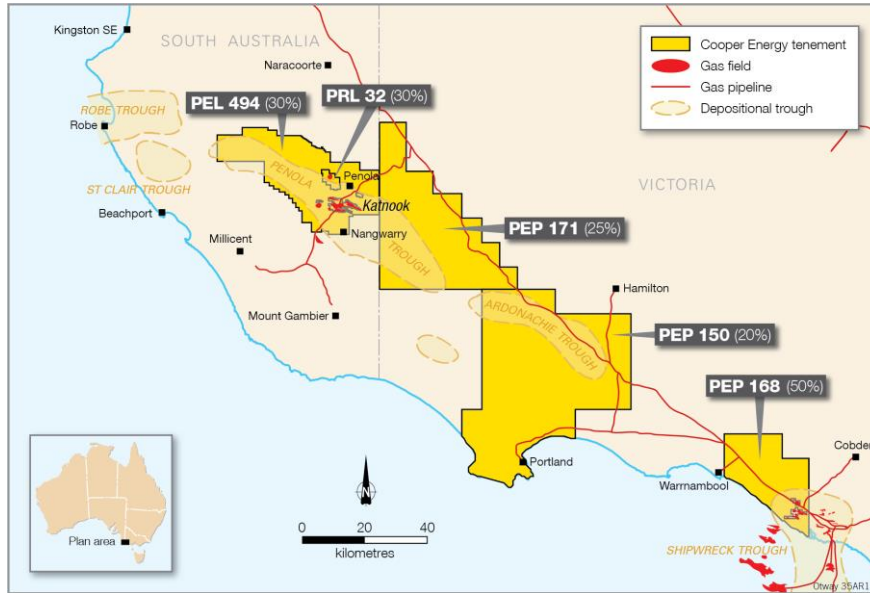 Kingston SE
SOUTH AUSTRALIA
Naracoorte
Cooper Energy tenement
Gas field
Gas pipeline
Depositional trough
PEL 494 (30%)
PRL 32 (30%)
ROBE TROUGH
Robe
ST CLAIR TROUGH
Beachport
PENOLA
TROUGH
Penola
Katnook
Nangwarry
VICTORIA
Millicent
PEP 171 (25%)
Mount Gambier
Hamilton
ARDONACHIE TROUGH
PEP 150 (20%)
PEP 168 (50%)
Cobden
Portland
Warrnambool
SHIPWRECK TROUGH
Plan area
N
0 20 40
kilometres
Otway 35AR1